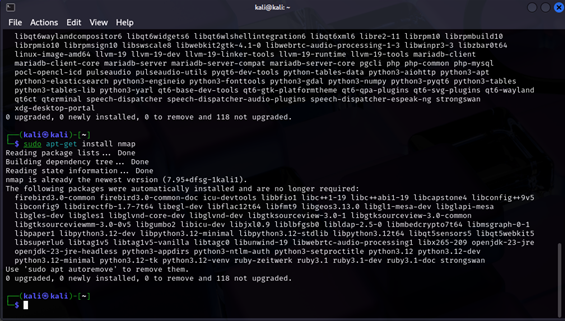 kali@kali: ~
File Actions Edit View Help
libqt6waylandcompositor6 libqt6widgets6 libqt6wlshellintegration6 libqt6xml6 libre2-11 librpm10 librpmbuild10
librpmio10 librpmsign10 libswscale8 libwebkit2gtk-4.1-0 libwebrtc-audio-processing-1-3 libwinpr3-3 libzbar0t64
linux-image-amd64 llvm-19 llvm-19-dev llvm-19-linker-tools llvm-19-runtime llvm-19-tools mariadb-client
mariadb-client-core mariadb-server mariadb-server-compat mariadb-server-core pgcli php php-common php-mysql
pocl-opencl-icd pulseaudio pulseaudio-utils pyqt6-dev-tools python-tables-data python3-aiohttp python3-apt
python3-elasticsearch python3-engineio python3-fonttools python3-gdal python3-numpy python3-pyqt6 python3-tables
python3-tables-lib python3-yarl qt6-base-dev-tools qt6-gtk-platformtheme qt6-qpa-plugins qt6-svg-plugins qt6-wayland
qt6ct qterminal speech-dispatcher speech-dispatcher-audio-plugins speech-dispatcher-espeak-ng strongswan
xdg-desktop-portal
0 upgraded, 0 newly installed, 0 to remove and 118 not upgraded.
┌──(kali㉿kali)-[~]
└─$ sudo apt-get install nmap
Reading package lists... Done
Building dependency tree... Done
Reading state information... Done
nmap is already the newest version (7.95+dfsg-1kali1).
The following packages were automatically installed and are no longer required:
firebird3.0-common firebird3.0-common-doc icu-devtools libbfio1 libc++1-19 libc++abi1-19 libcapstone4 libconfig++9v5
libconfig9 libdirectfb-1.7-7t64 libegl-dev libflac12t64 libfmt9 libgeos3.13.0 libgl1-mesa-dev libglapi-mesa
libgles-dev libgles1 libglvnd-core-dev libglvnd-dev libgtksourceview-3.0-1 libgtksourceview-3.0-common
libgtksourceviewmm-3.0-0v5 libgumbo2 libicu-dev libjxl0.9 liblbfgsb0 libldap-2.5-0 libmbedcrypto7t64 libmsgraph-0-1
libpaper1 libpython3.12-dev libpython3.12-minimal libpython3.12-stdlib libpython3.12t64 libqt5sensors5 libqt5webkit5
libsuperlu6 libtag1v5 libtag1v5-vanilla libtagc0 libunwind-19 libwebrtc-audio-processing1 libx265-209 openjdk-23-jre
openjdk-23-jre-headless python3-appdirs python3-ntlm-auth python3-setproctitle python3.12 python3.12-dev
python3.12-minimal python3.12-tk python3.12-venv ruby-zeitwerk ruby3.1 ruby3.1-dev ruby3.1-doc strongswan
Use 'sudo apt autoremove' to remove them.
0 upgraded, 0 newly installed, 0 to remove and 118 not upgraded.
┌──(kali㉿kali)-[~]
└─$